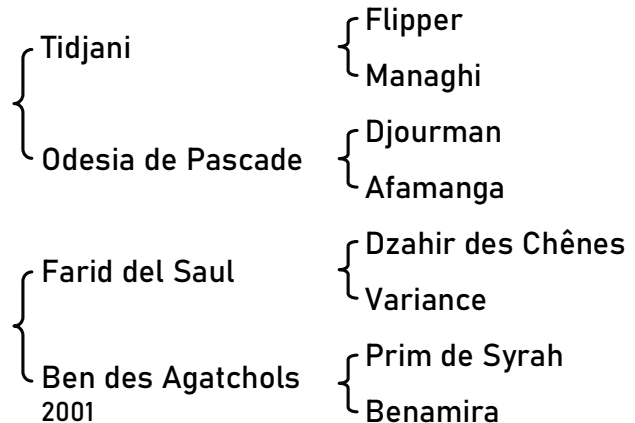 Flipper
Tidjani
Managhi
Djourman
Odesia de Pascade
Afamanga
Dzahir des Chênes
Farid del Saul
Variance
Prim de Syrah
Ben des Agatchols
2001
Benamira